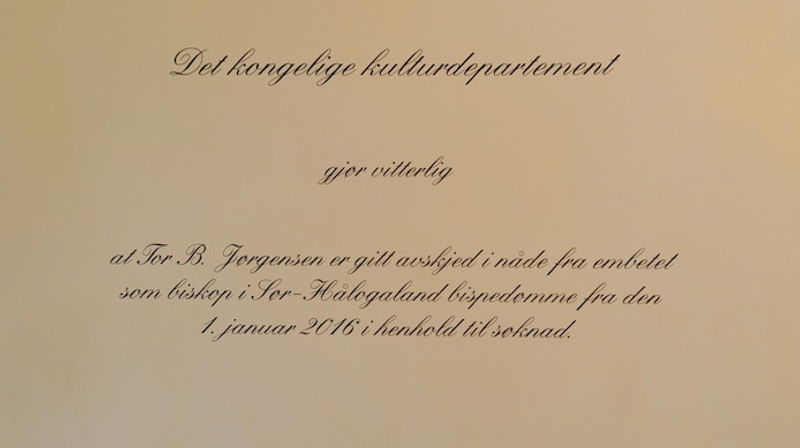 Det kongelige kulturdepartement
gjør vitterlig
at Tor B. Jørgensen er gitt avskjed i nåde fra embetet
som biskop i Sør-Hålogaland bispedømme fra den
1. januar 2016 i henhold til søknad.